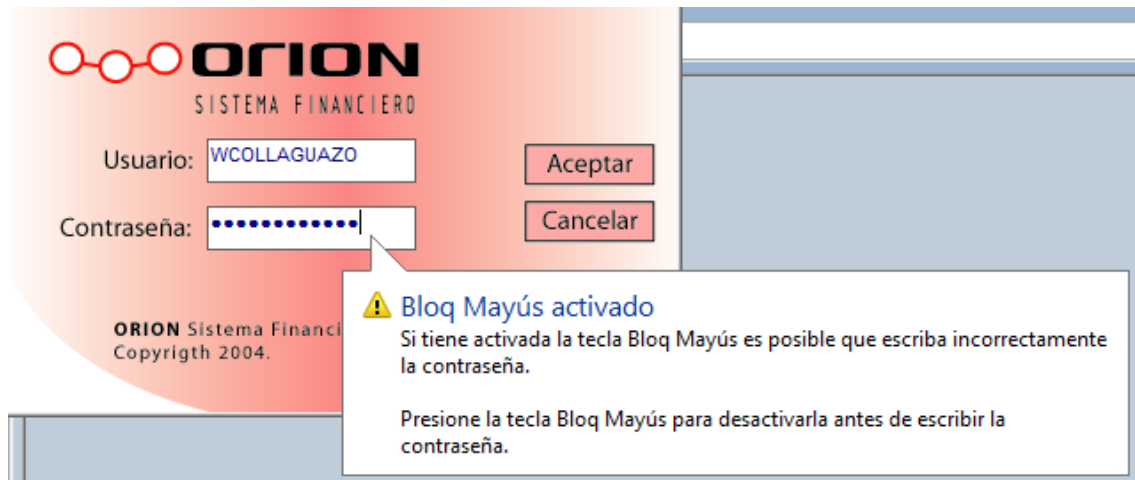 ORION
SISTEMA FINANCIERO
Usuario: WCOLLAGUAZO Aceptar
Contraseña: •••••••••••• Cancelar
Bloq Mayús activado
Si tiene activada la tecla Bloq Mayús es posible que escriba incorrectamente
la contraseña.
Presione la tecla Bloq Mayús para desactivarla antes de escribir la
contraseña.
ORION Sistema Financi
Copyrigth 2004.